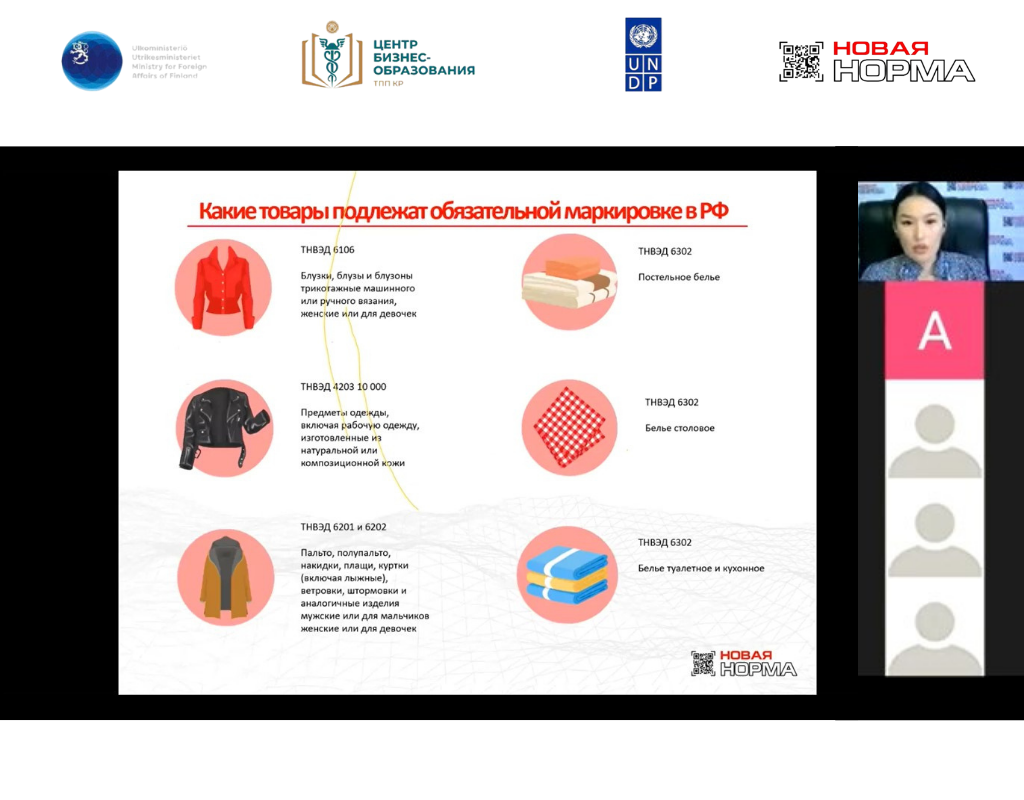 Ulkoministeriö
Utrikesministeriet
Ministry for Foreign
Affairs of Finland
ЦЕНТР
БИЗНЕС-
ОБРАЗОВАНИЯ
ТПП КР
UN
DP
НОВАЯ
НОРМА
Какие товары подлежат обязательной маркировке в РФ
ТНВЭД 6106
Блузки, блузы и блузоны
трикотажные машинного
или ручного вязания,
женские или для девочек
ТНВЭД 6302
Постельное белье
ТНВЭД 4203 10 000
Предметы одежды,
включая рабочую одежду,
изготовленные из
натуральной или
композиционной кожи
ТНВЭД 6302
Белье столовое
ТНВЭД 6201 и 6202
Пальто, полупальто,
накидки, плащи, куртки
(включая лыжные),
ветровки, штормовки и
аналогичные изделия
мужские или для мальчиков
женские или для девочек
ТНВЭД 6302
Белье туалетное и кухонное
НОВАЯ
НОРМА
А